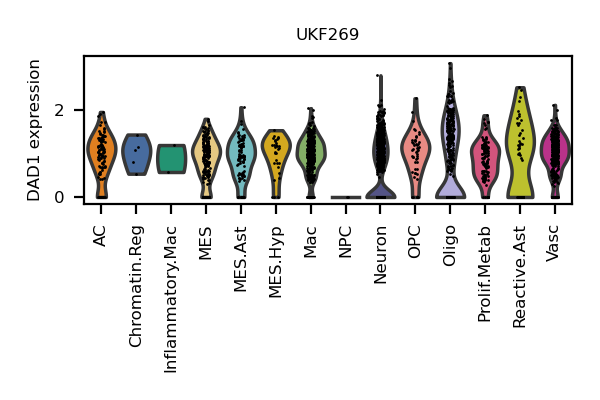 UKF269
DAD1 expression
2
0
AC
Chromatin.Reg
Inflammatory.Mac
MES
MES.Ast
MES.Hyp
Mac
NPC
Neuron
OPC
Oligo
Prolif.Metab
Reactive.Ast
Vasc